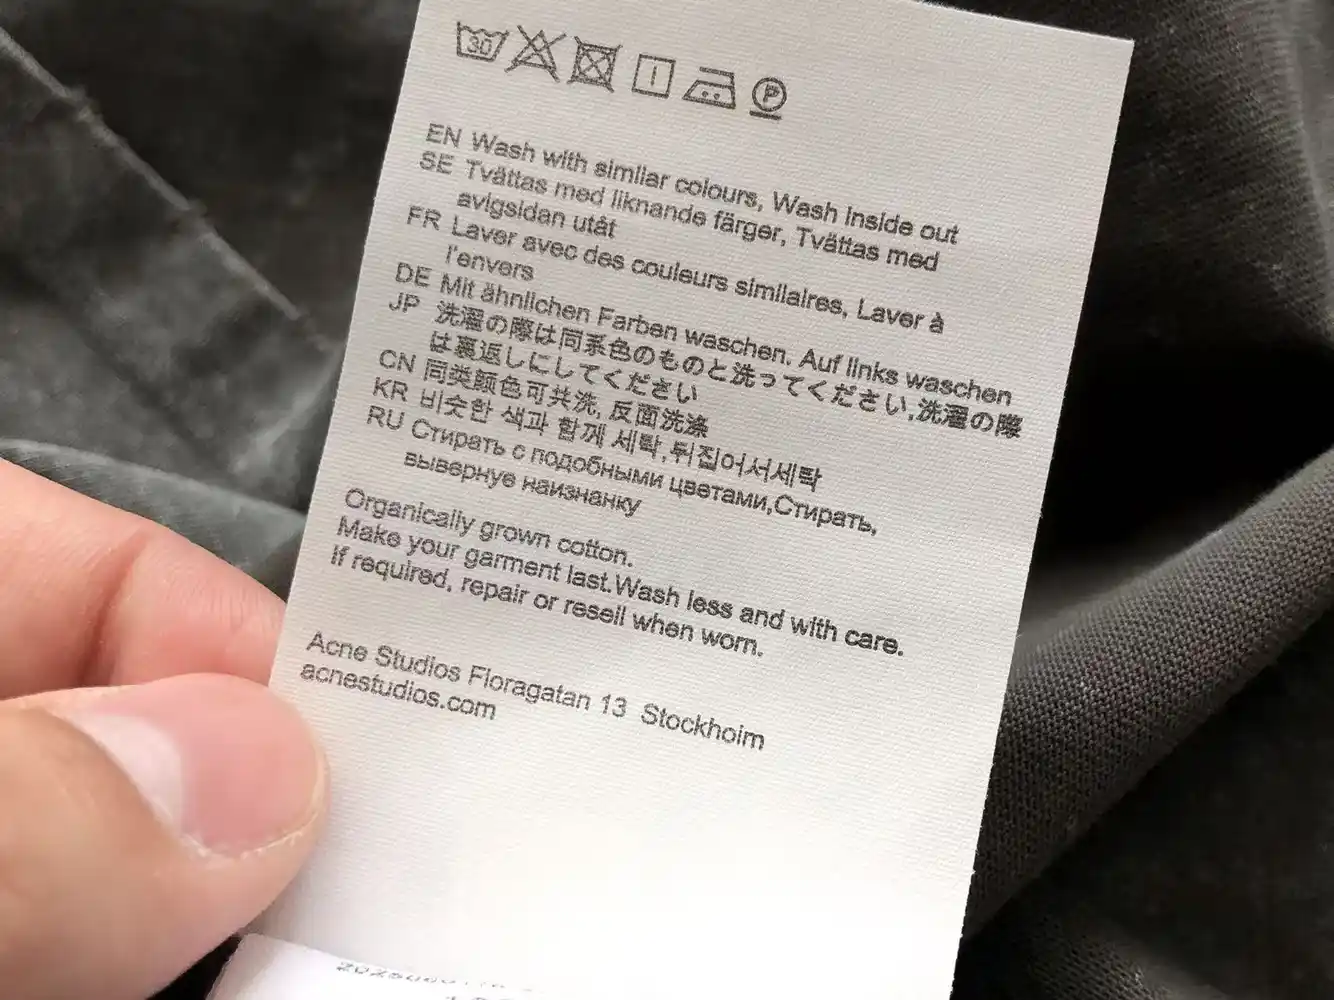 30
P
EN Wash with similar colours, Wash inside out
SE Tvättas med liknande färger, Tvättas med
avigsidan utåt
FR Laver avec des couleurs similaires, Laver à
l'envers
DE Mit ähnlichen Farben waschen. Auf links waschen
JP 洗濯の際は同系色のものと洗ってください,洗濯の際
は裏返しにしてください
CN 同类颜色可共洗, 反面洗涤
KR 비슷한 색과 함께 세탁,뒤집어서세탁
RU Стирать с подобными цветами,Стирать,
вывернуе наизнанку
Organically grown cotton.
Make your garment last.Wash less and with care.
If required, repair or resell when worn.
Acne Studios Floragatan 13 Stockholm
acnestudios.com